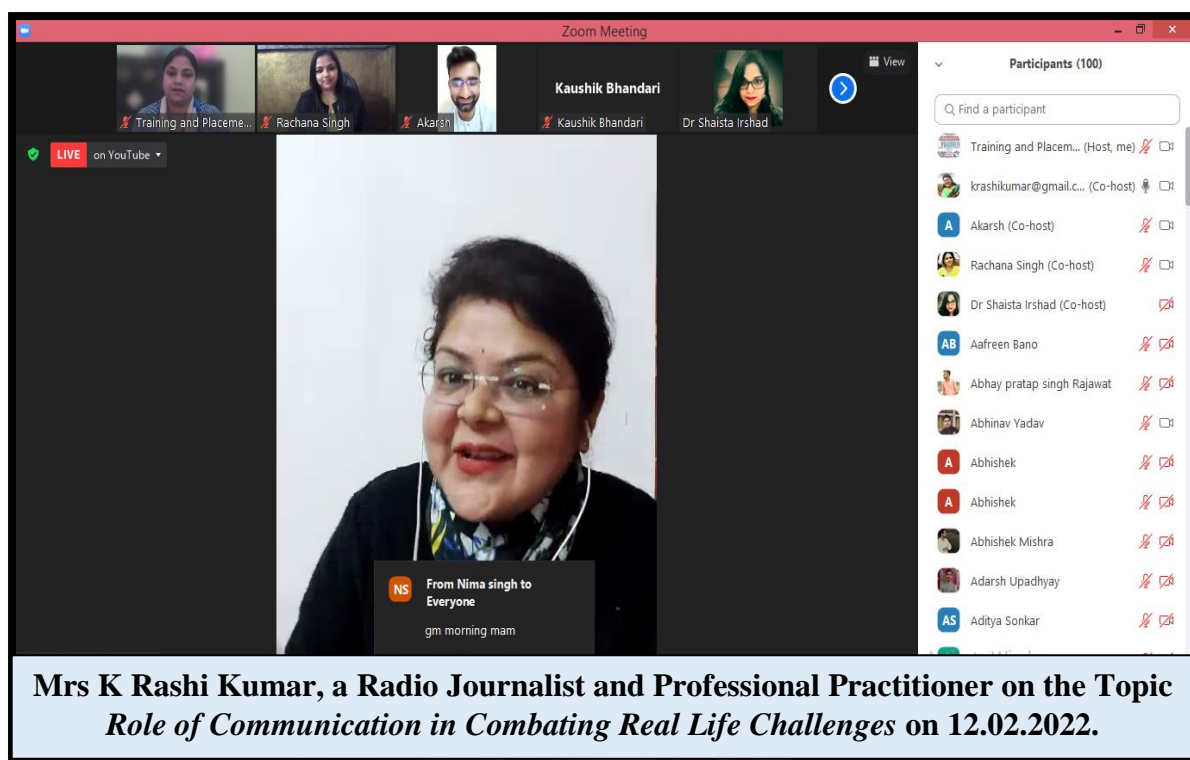 Zoom Meeting
Training and Placeme...
Rachana Singh
Akarsh
Kaushik Bhandari
Kaushik Bhandari
Dr Shaista Irshad
View
LIVE on YouTube
From Nima singh to
Everyone
NS
gm morning mam
Participants (100)
Find a participant
Training and Placem... (Host, me)
krashikumar@gmail.c... (Co-host)
A Akarsh (Co-host)
Rachana Singh (Co-host)
Dr Shaista Irshad (Co-host)
AB Aafreen Bano
Abhay pratap singh Rajawat
Abhinav Yadav
A Abhishek
A Abhishek
Abhishek Mishra
Adarsh Upadhyay
AS Aditya Sonkar
Mrs K Rashi Kumar, a Radio Journalist and Professional Practitioner on the Topic
Role of Communication in Combating Real Life Challenges on 12.02.2022.